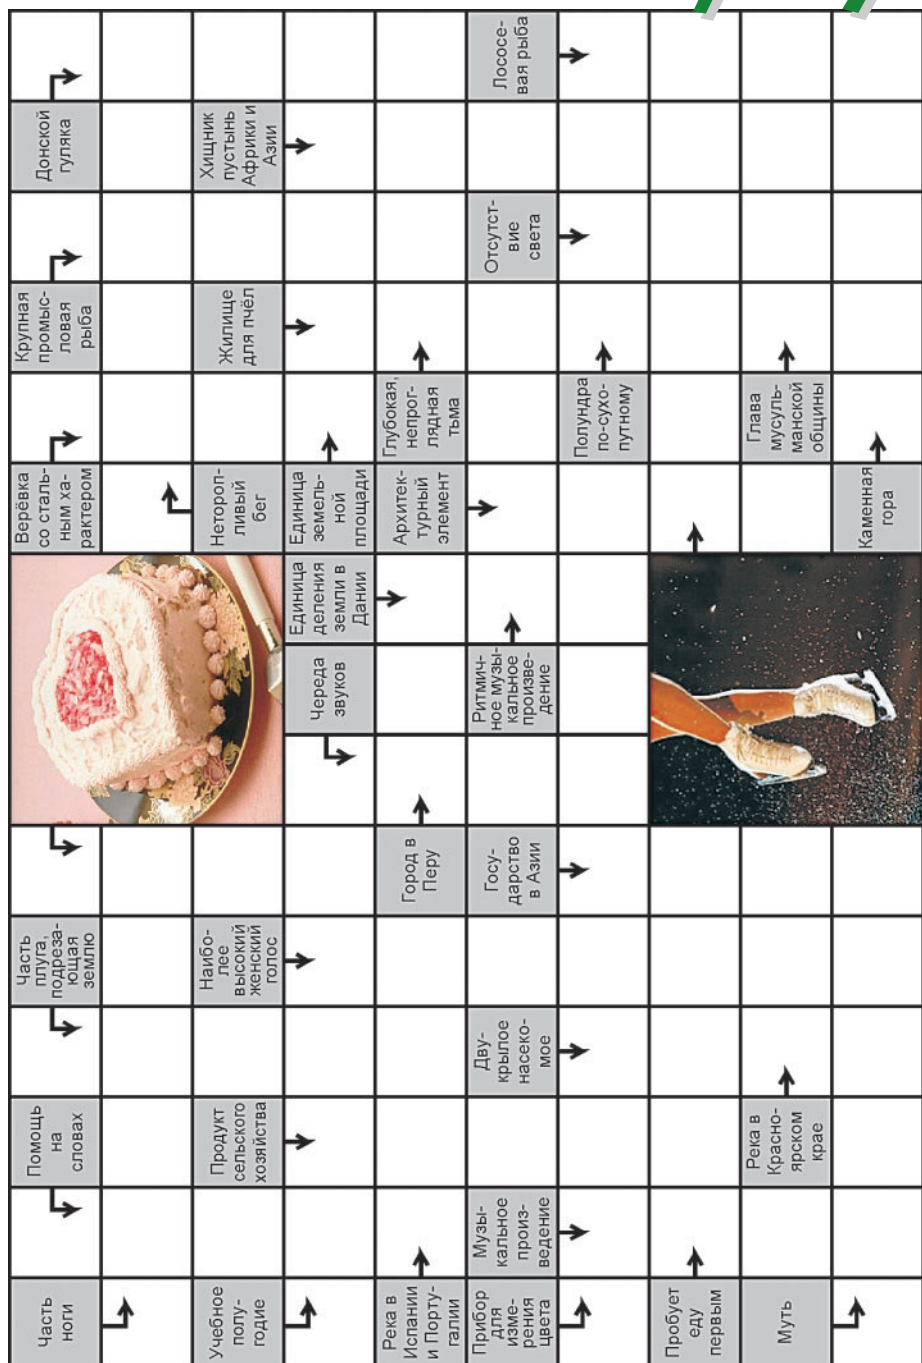 Часть
ноги
Помощь
на
словах
Часть
плуга,
подреза-
ющая
землю
Верёвка
со сталь-
ным ха-
рактером
Крупная
промыс-
ловая
рыба
Донской
гуляка
Учебное
полу-
годие
Продукт
сельского
хозяйства
Наибо-
лее
высокий
женский
голос
Нетороп-
ливый
бег
Жилище
для пчёл
Хищник
пустынь
Африки и
Азии
Череда
звуков
Единица
деления
земли в
Дании
Единица
земель-
ной
площади
Река в
Испании
и Порту-
галии
Город в
Перу
Архитек-
турный
элемент
Глубокая,
непрог-
лядная
тьма
Прибор
для
изме-
рения
цвета
Музы-
кальное
произ-
ведение
Дву-
крылое
насеко-
мое
Госу-
дарство
в Азии
Ритмич-
ное музы-
кальное
произве-
дение
Отсутст-
вие
света
Лососе-
вая рыба
Полундра
по-сухо-
путному
Пробует
еду
первым
Муть
Река в
Красно-
ярском
крае
Глава
мусуль-
манской
общины
Каменная
гора